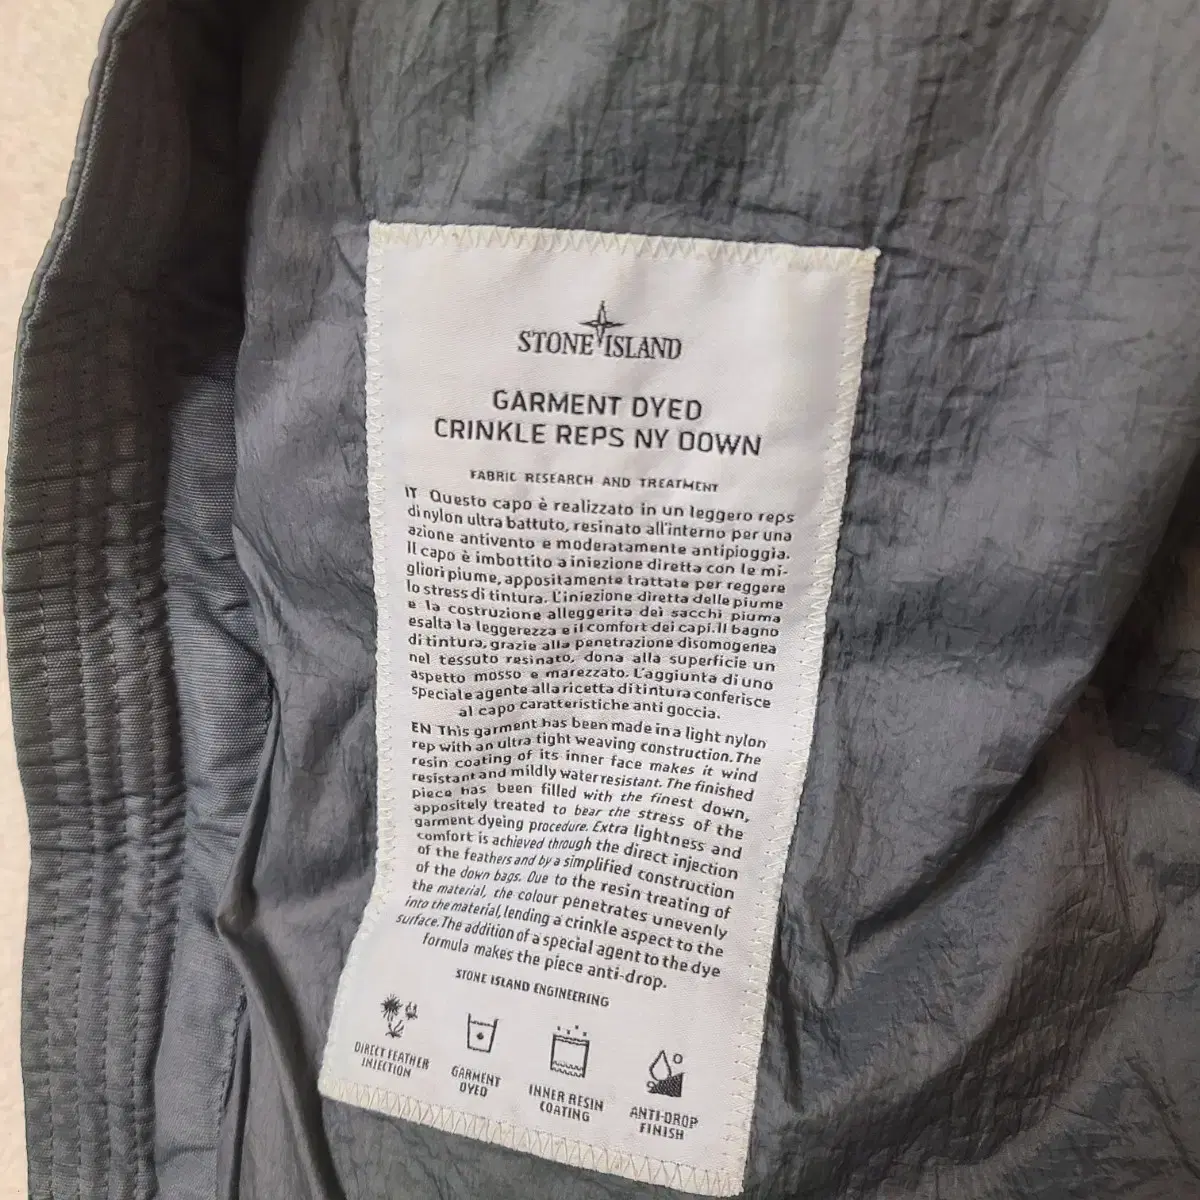 STONE ISLAND
GARMENT DYED
CRINKLE REPS NY DOWN
FABRIC RESEARCH AND TREATMENT
IT Questo capo è realizzato in un leggero reps
di nylon ultra battuto, resinato all'interno per una
azione antivento e moderatamente antipioggia.
Il capo è imbottito a iniezione diretta con le mi-
gliori piume, appositamente trattate per reggere
lo stress di tintura. L'iniezione diretta delle piume
e la costruzione alleggerita dei sacchi piuma
esalta la leggerezza e il comfort dei capi. Il bagno
di tintura, grazie alla penetrazione disomogenea
nel tessuto resinato, dona alla superficie un
aspetto mosso e marezzato. L'aggiunta di uno
speciale agente alla ricetta di tintura conferisce
al capo caratteristiche anti goccia.
EN This garment has been made in a light nylon
rep with an ultra tight weaving construction. The
resin coating of its inner face makes it wind
resistant and mildly water resistant. The finished
piece has been filled with the finest down,
appositely treated to bear the stress of the
garment dyeing procedure. Extra lightness and
comfort is achieved through the direct injection
of the feathers and by a simplified construction
of the down bags. Due to the resin treating of
the material, the colour penetrates unevenly
into the material, lending a crinkle aspect to the
surface. The addition of a special agent to the dye
formula makes the piece anti-drop.
STONE ISLAND ENGINEERING
DIRECT FEATHER
INJECTION
GARMENT
DYED
INNER RESIN
COATING
ANTI-DROP
FINISH